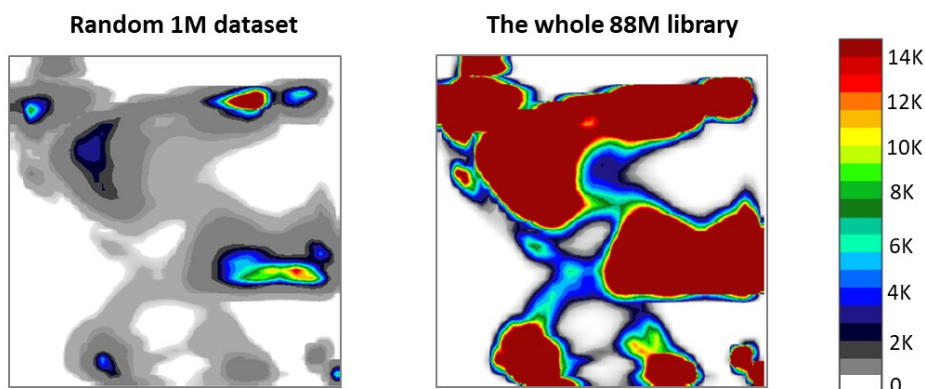 Random 1M dataset
The whole 88M library
14K
12K
10K
8K
6K
4K
2K
0